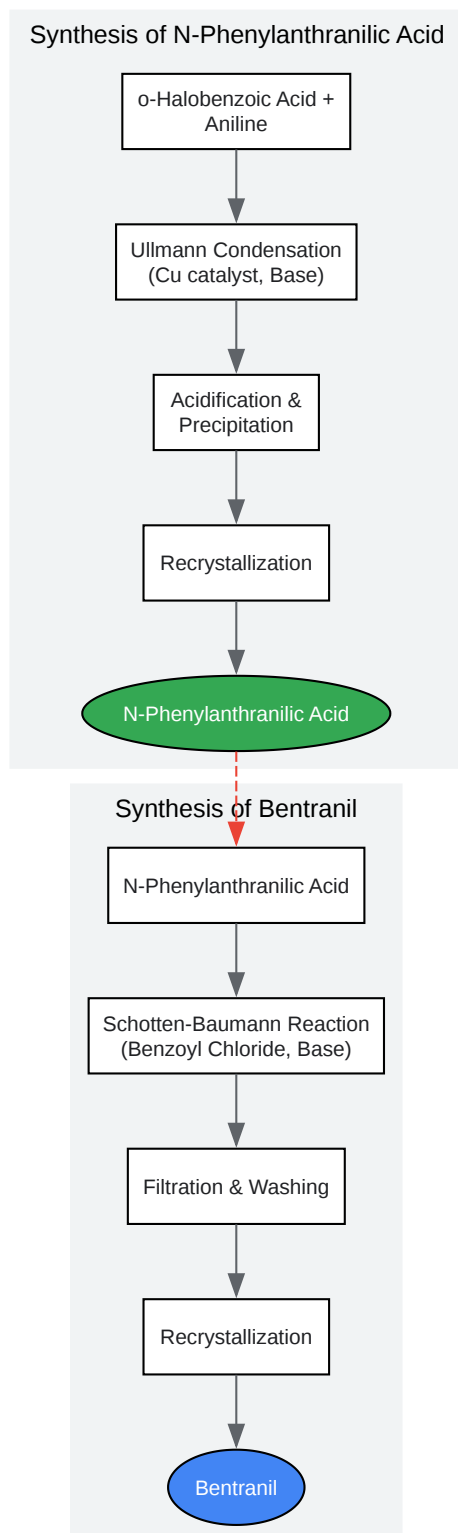 Synthesis of N-Phenylanthranilic Acid
o-Halobenzoic Acid +
Aniline
Ullmann Condensation
(Cu catalyst, Base)
Acidification &
Precipitation
Recrystallization
N-Phenylanthranilic Acid
Synthesis of Bentranil
N-Phenylanthranilic Acid
Schotten-Baumann Reaction
(Benzoyl Chloride, Base)
Filtration & Washing
Recrystallization
Bentranil